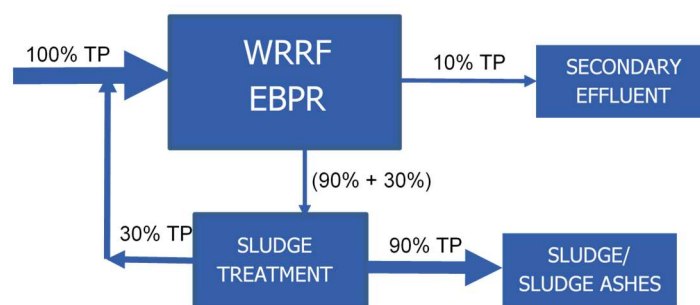 100% TP
WRRF
EBPR
10% TP
SECONDARY
EFFLUENT
(90% + 30%)
30% TP
SLUDGE
TREATMENT
90% TP
SLUDGE/
SLUDGE ASHES